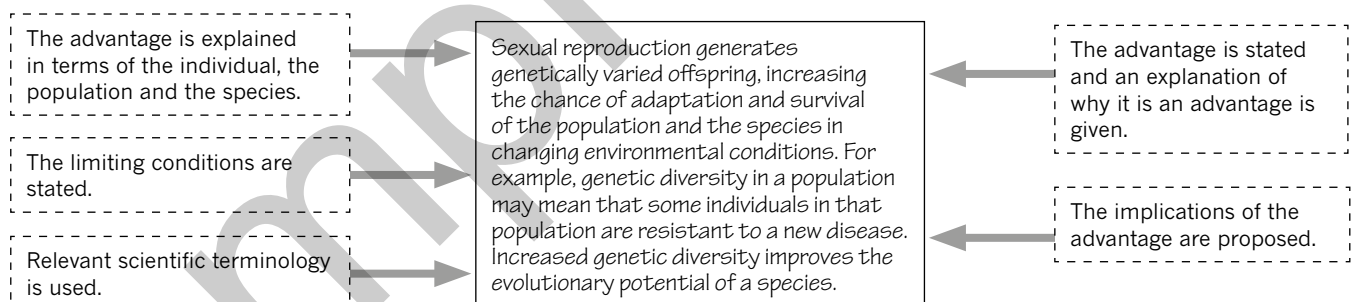 The advantage is explained
in terms of the individual, the
population and the species.
The limiting conditions are
stated.
Relevant scientific terminology
is used.
Sexual reproduction generates
genetically varied offspring, increasing
the chance of adaptation and survival
of the population and the species in
changing environmental conditions. For
example, genetic diversity in a population
may mean that some individuals in that
population are resistant to a new disease.
Increased genetic diversity improves the
evolutionary potential of a species.
The advantage is stated
and an explanation of
why it is an advantage is
given.
The implications of the
advantage are proposed.